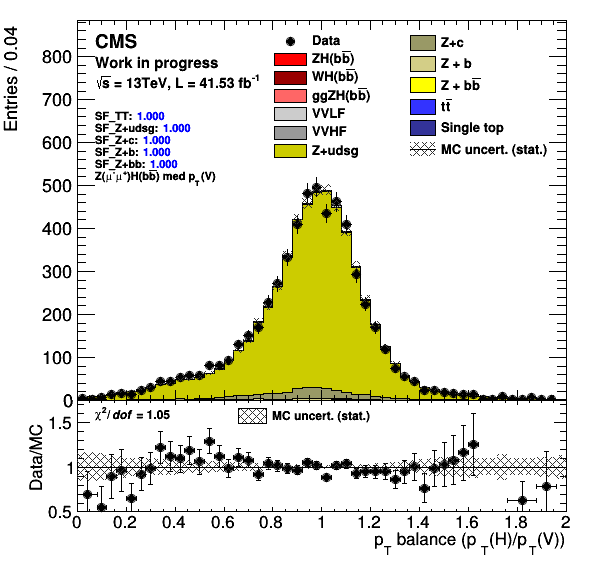 CMS
Work in progress
√s = 13TeV, L = 41.53 fb⁻¹
SF_TT: 1.000
SF_Z+udsg: 1.000
SF_Z+c: 1.000
SF_Z+b: 1.000
SF_Z+bb: 1.000
Z(μ⁻μ⁺)H(bb̅) med p_T(V)
Data
ZH(bb̅)
WH(bb̅)
ggZH(bb̅)
VVLF
VVHF
Z+udsg
Z+c
Z + b
Z + bb̅
tt̅
Single top
MC uncert. (stat.)
Entries / 0.04
800
700
600
500
400
300
200
100
0
χ²/dof = 1.05
MC uncert. (stat.)
Data/MC
1.5
1
0.5
0 0.2 0.4 0.6 0.8 1 1.2 1.4 1.6 1.8 2
p_T balance (p_T(H)/p_T(V))